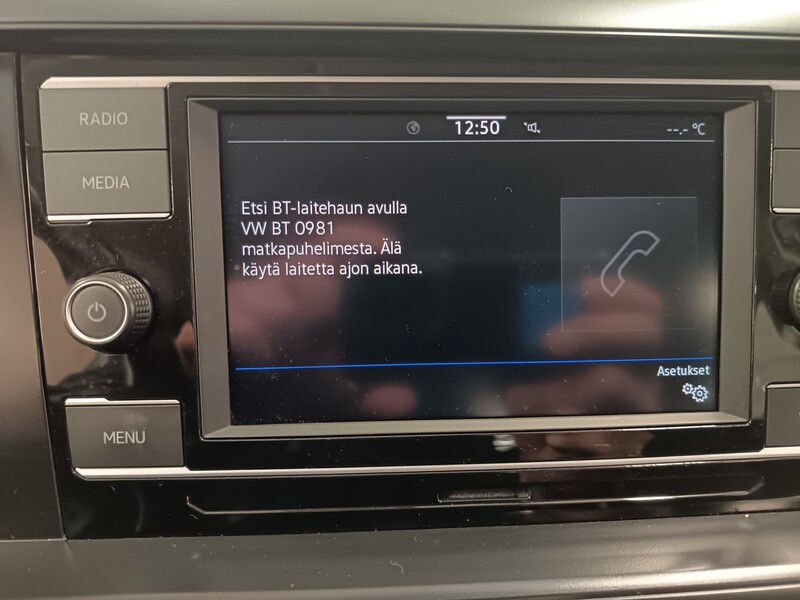 RADIO
MEDIA
MENU
12:50
--.- °C
Etsi BT-laitehaun avulla
VW BT 0981
matkapuhelimesta. Älä
käytä laitetta ajon aikana.
Asetukset